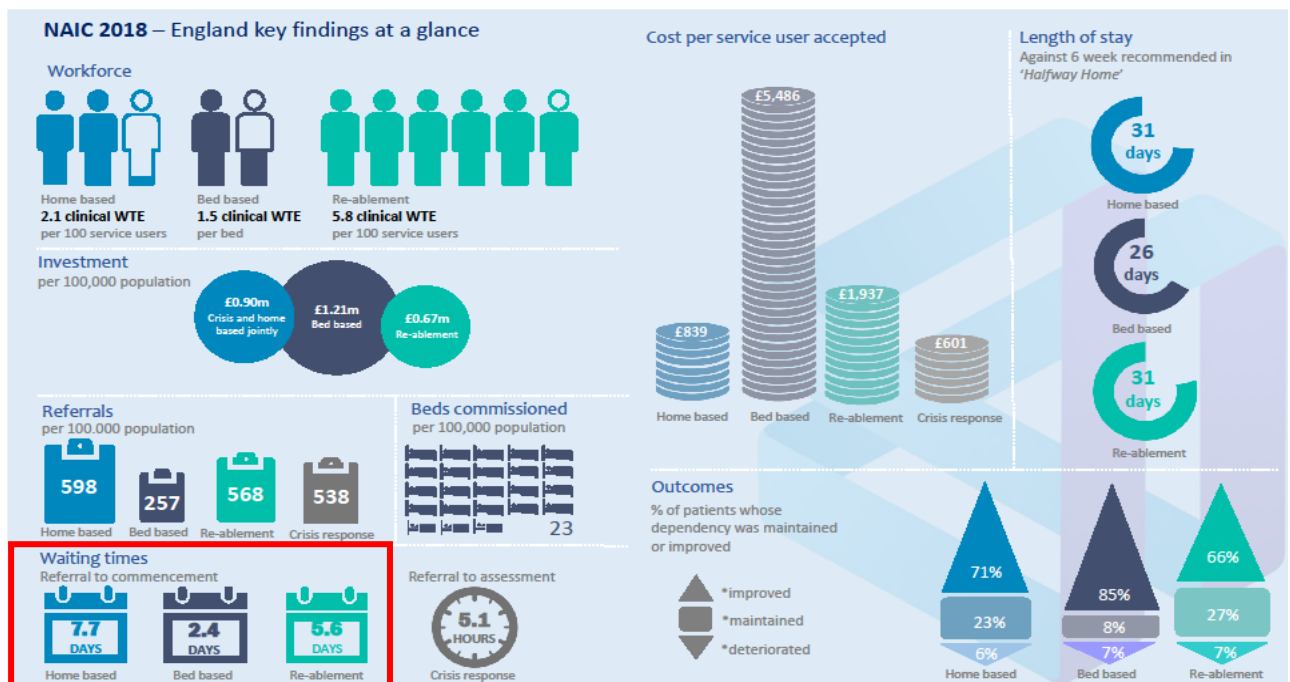 NAIC 2018 – England key findings at a glance
Workforce
Home based
2.1 clinical WTE
per 100 service users
Bed based
1.5 clinical WTE
per bed
Re-ablement
5.8 clinical WTE
per 100 service users
Investment
per 100,000 population
£0.90m
Crisis and home
based jointly
£1.21m
Bed based
£0.67m
Re-ablement
Referrals
per 100.000 population
598
Home based
257
Bed based
568
Re-ablement
538
Crisis response
Beds commissioned
per 100,000 population
23
Waiting times
Referral to commencement
7.7
DAYS
Home based
2.4
DAYS
Bed based
5.6
DAYS
Re-ablement
Referral to assessment
5.1
HOURS
Crisis response
Cost per service user accepted
£839
Home based
£5,486
Bed based
£1,937
Re-ablement
£601
Crisis response
Length of stay
Against 6 week recommended in
'Halfway Home'
31
days
Home based
26
days
Bed based
31
days
Re-ablement
Outcomes
% of patients whose
dependency was maintained
or improved
*improved
*maintained
*deteriorated
71%
23%
6%
Home based
85%
8%
7%
Bed based
66%
27%
7%
Re-ablement